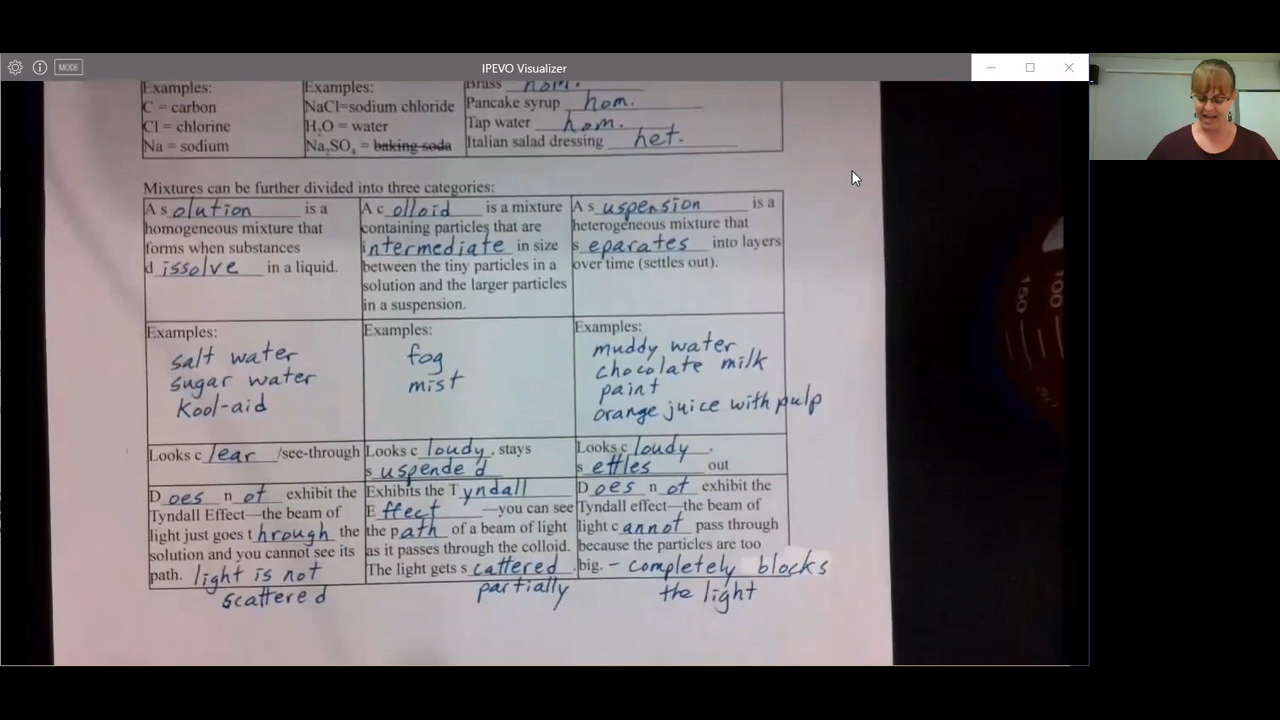 MODE
IPEVO Visualizer
Examples:
C = carbon
Cl = chlorine
Na = sodium
Examples:
NaCl=sodium chloride
H₂O = water
Na₂SO₄ = baking soda
Brass hom.
Pancake syrup hom.
Tap water hom.
Italian salad dressing het.
Mixtures can be further divided into three categories:
A solution is a
homogeneous mixture that
forms when substances
dissolve in a liquid.
A colloid is a mixture
containing particles that are
intermediate in size
between the tiny particles in a
solution and the larger particles
in a suspension.
A suspension is a
heterogeneous mixture that
separates into layers
over time (settles out).
Examples:
salt water
sugar water
Kool-aid
Examples:
fog
mist
Examples:
muddy water
chocolate milk
paint
orange juice with pulp
Looks clear /see-through
Looks cloudy, stays
suspended
Looks cloudy.
settles out
Does not exhibit the
Tyndall Effect—the beam of
light just goes through the
solution and you cannot see its
path. light is not
scattered
Exhibits the Tyndall
Effect—you can see
the path of a beam of light
as it passes through the colloid.
The light gets scattered.
partially
Does not exhibit the
Tyndall effect—the beam of
light cannot pass through
because the particles are too
big. - completely blocks
the light
150
100